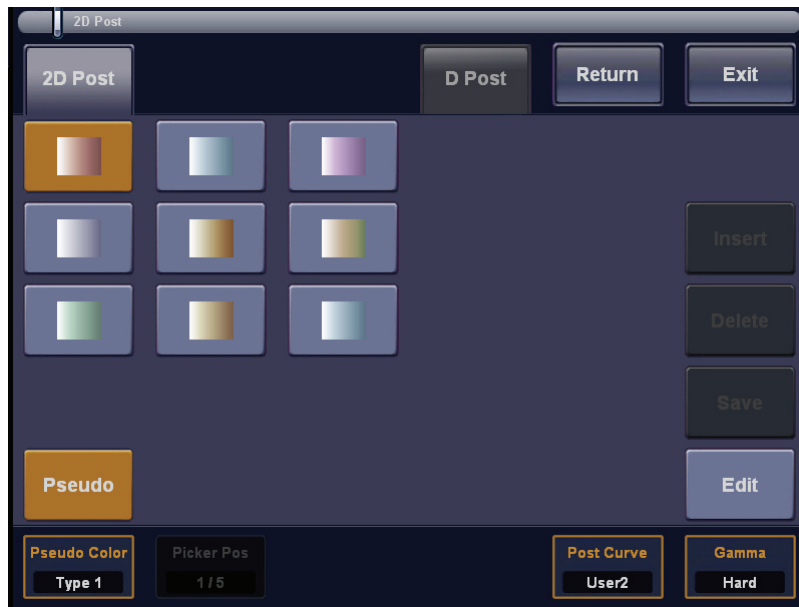 2D Post
2D Post
D Post
Return
Exit
Insert
Delete
Save
Pseudo
Edit
Pseudo Color
Type 1
Picker Pos
1 / 5
Post Curve
User2
Gamma
Hard